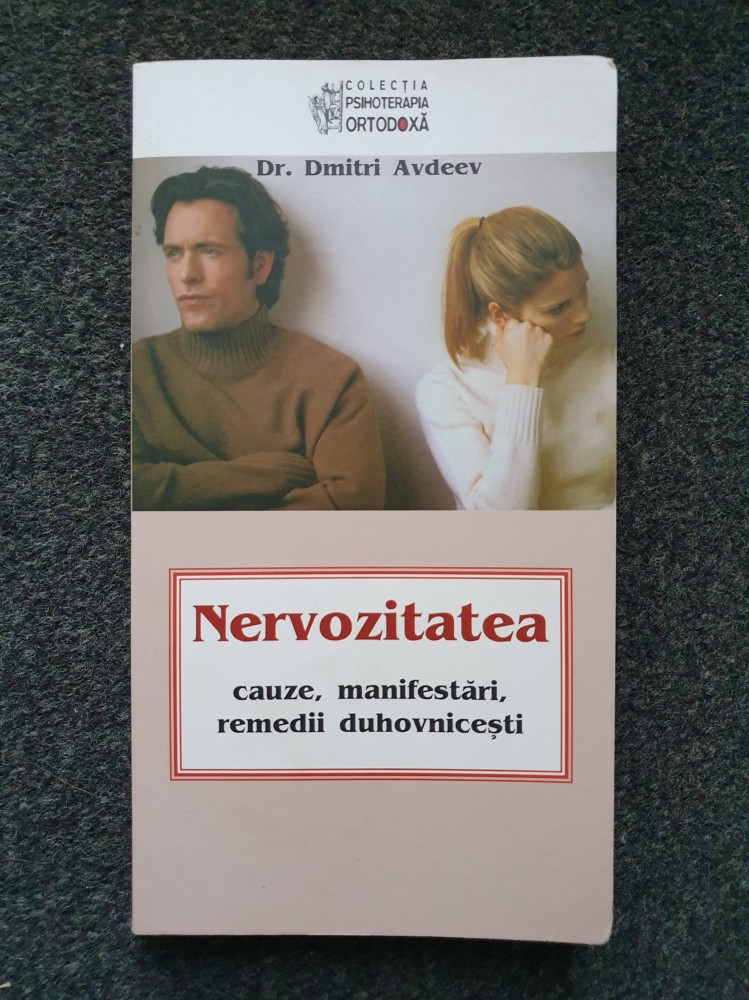 COLECȚIA
PSIHOTERAPIA
ORTODOXĂ
Dr. Dmitri Avdeev
Nervozitatea
cauze, manifestări,
remedii duhovnicești